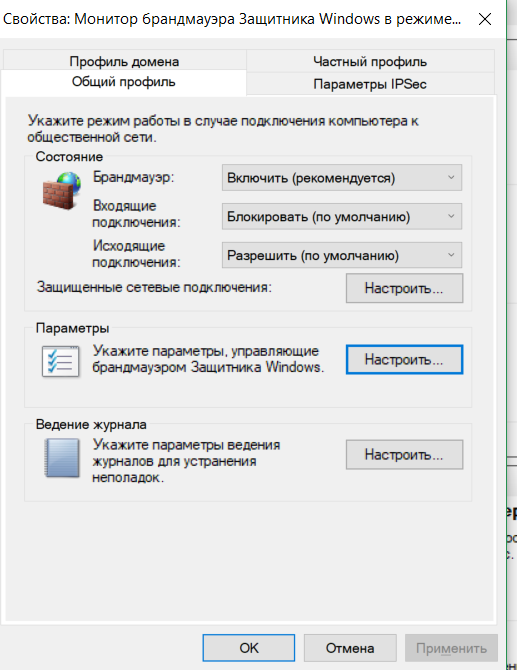 Свойства: Монитор брандмауэра Защитника Windows в режиме...
Профиль домена
Частный профиль
Общий профиль
Параметры IPSec
Укажите режим работы в случае подключения компьютера к
общественной сети.
Состояние
Брандмауэр:
Включить (рекомендуется)
Входящие
подключения:
Блокировать (по умолчанию)
Исходящие
подключения:
Разрешить (по умолчанию)
Защищенные сетевые подключения:
Настроить...
Параметры
Укажите параметры, управляющие
брандмауэром Защитника Windows.
Настроить...
Ведение журнала
Укажите параметры ведения
журналов для устранения
неполадок.
Настроить...
OK
Отмена
Применить